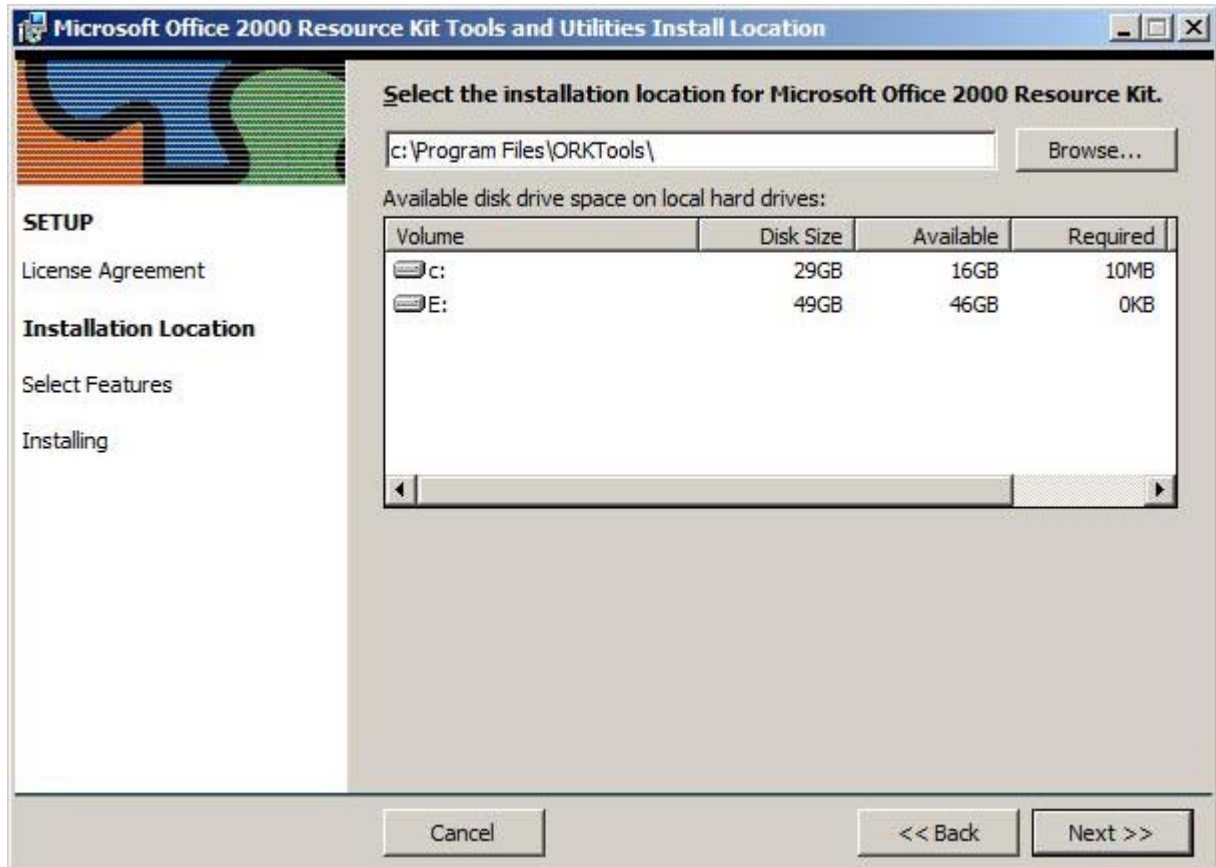 Microsoft Office 2000 Resource Kit Tools and Utilities Install Location
Select the installation location for Microsoft Office 2000 Resource Kit.
c:\Program Files\ORKTools\
Browse...
Available disk drive space on local hard drives:
Volume Disk Size Available Required
c: 29GB 16GB 10MB
E: 49GB 46GB 0KB
SETUP
License Agreement
Installation Location
Select Features
Installing
Cancel << Back Next >>